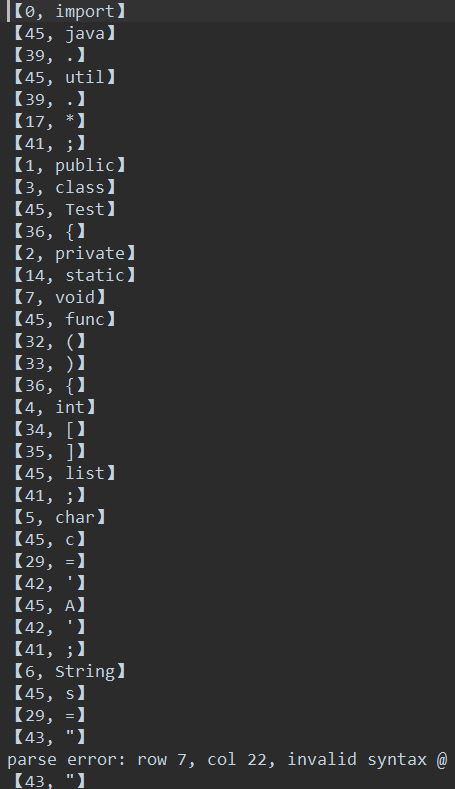 【0, import】
【45, java】
【39, .】
【45, util】
【39, .】
【17, *】
【41, ;】
【1, public】
【3, class】
【45, Test】
【36, {】
【2, private】
【14, static】
【7, void】
【45, func】
【32, (】
【33, )】
【36, {】
【4, int】
【34, [】
【35, ]】
【45, list】
【41, ;】
【5, char】
【45, c】
【29, =】
【42, '】
【45, A】
【42, '】
【41, ;】
【6, String】
【45, s】
【29, =】
【43, "】
parse error: row 7, col 22, invalid syntax @
【43, "】